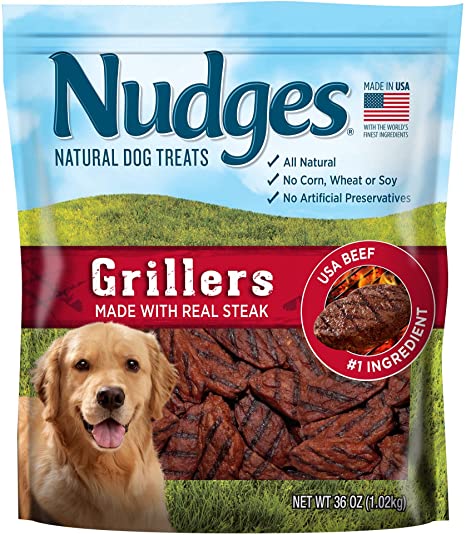 Nudges®
NATURAL DOG TREATS
MADE IN USA
WITH THE WORLD'S
FINEST INGREDIENTS
✓ All Natural
✓ No Corn, Wheat or Soy
✓ No Artificial Preservatives
Grillers
MADE WITH REAL STEAK
USA BEEF
#1 INGREDIENT
NET WT 36 OZ (1.02kg)